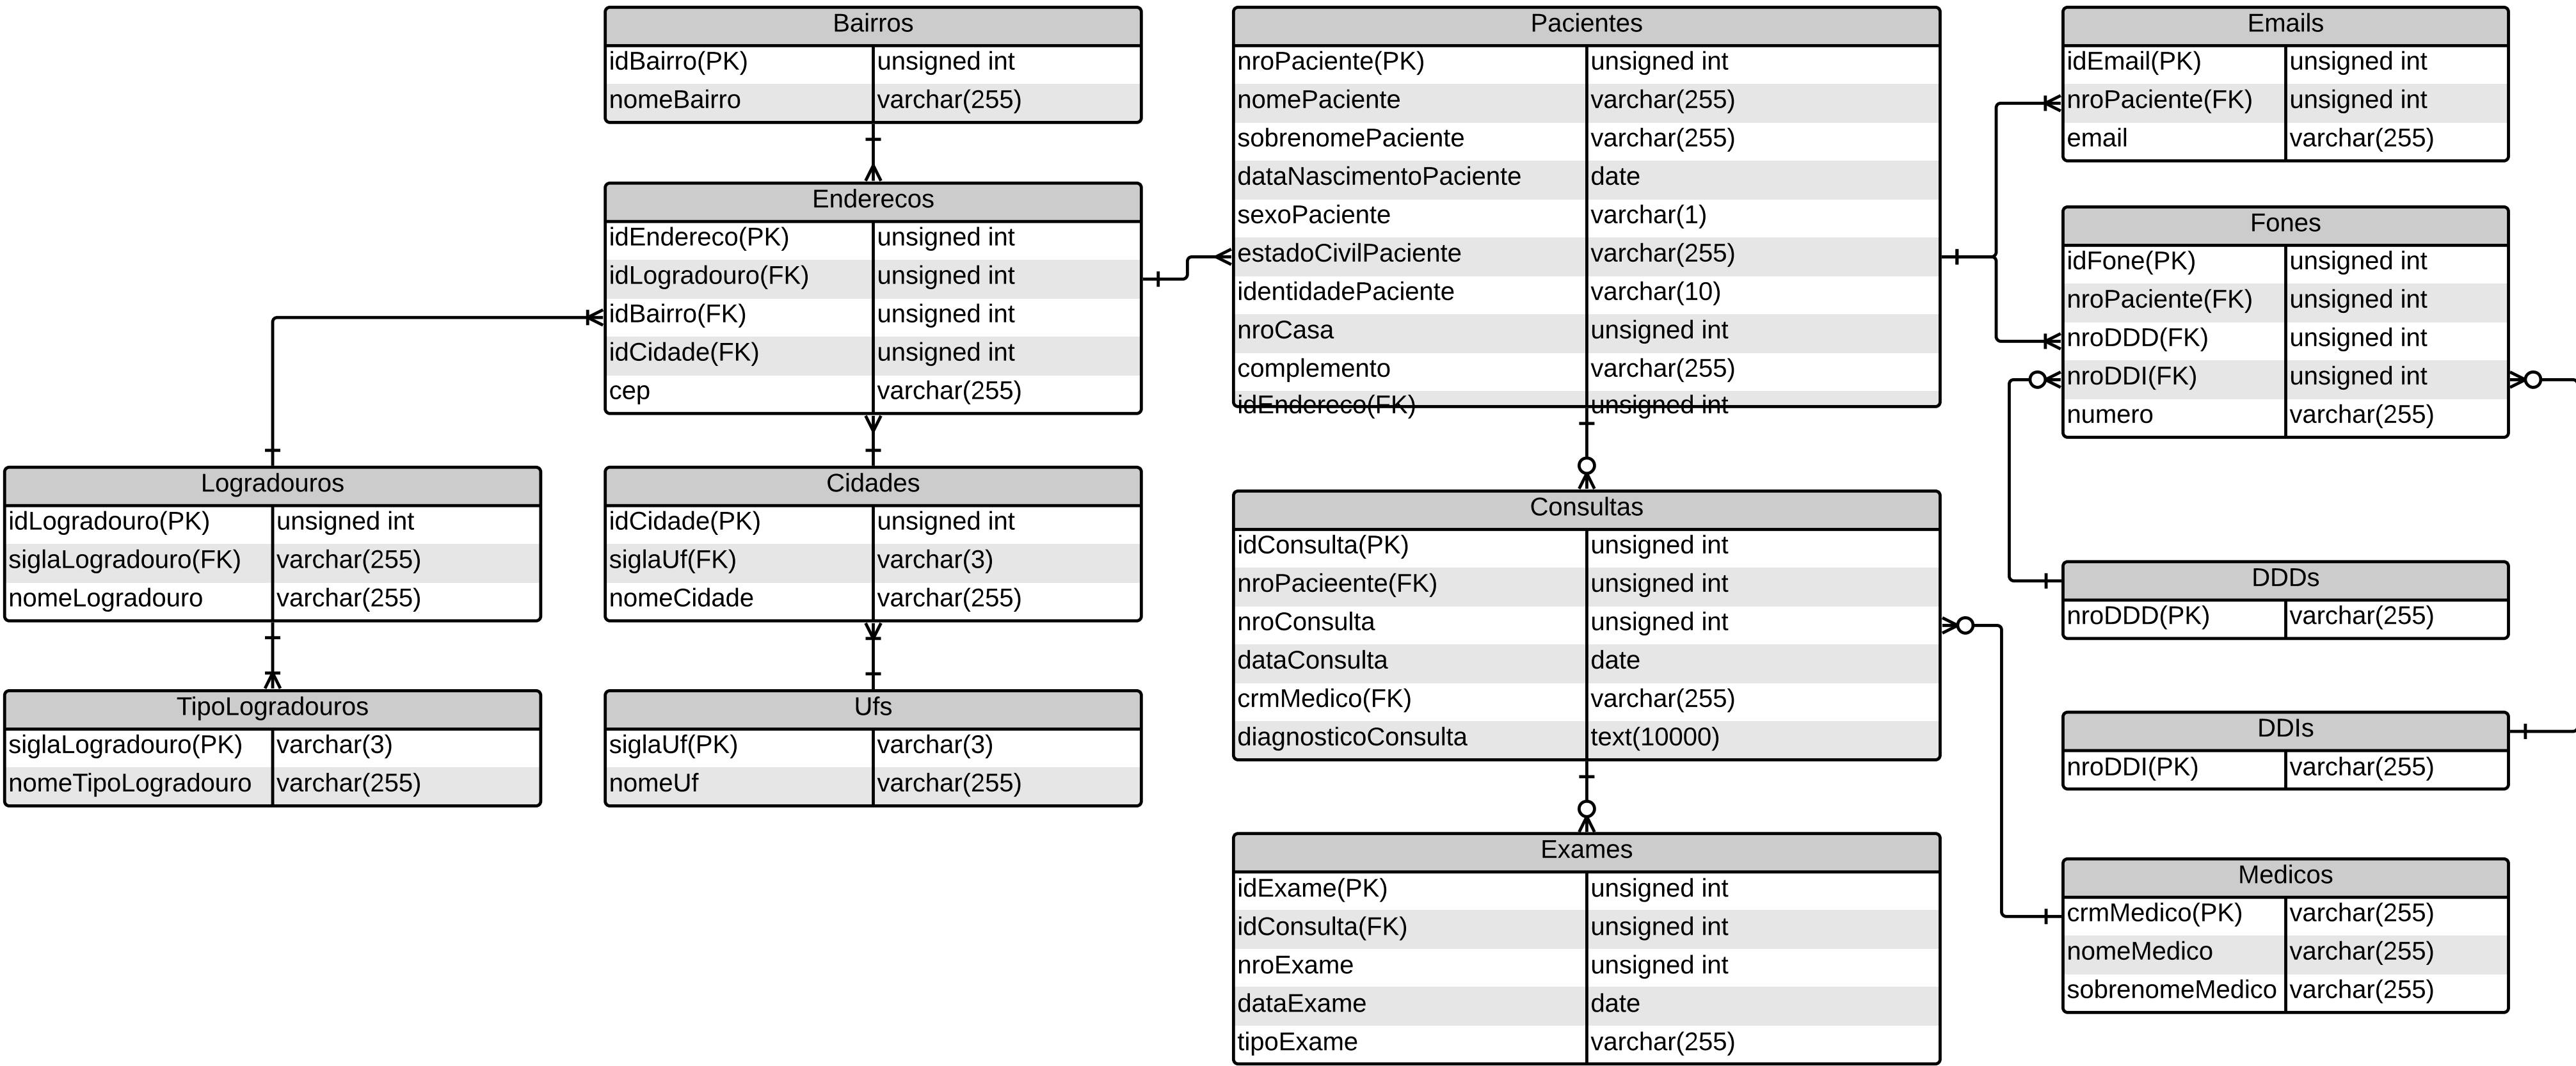 Bairros
idBairro(PK) unsigned int
nomeBairro varchar(255)
Enderecos
idEndereco(PK) unsigned int
idLogradouro(FK) unsigned int
idBairro(FK) unsigned int
idCidade(FK) unsigned int
cep varchar(255)
Logradouros
idLogradouro(PK) unsigned int
siglaLogradouro(FK) varchar(255)
nomeLogradouro varchar(255)
TipoLogradouros
siglaLogradouro(PK) varchar(3)
nomeTipoLogradouro varchar(255)
Cidades
idCidade(PK) unsigned int
siglaUf(FK) varchar(3)
nomeCidade varchar(255)
Ufs
siglaUf(PK) varchar(3)
nomeUf varchar(255)
Pacientes
nroPaciente(PK) unsigned int
nomePaciente varchar(255)
sobrenomePaciente varchar(255)
dataNascimentoPaciente date
sexoPaciente varchar(1)
estadoCivilPaciente varchar(255)
identidadePaciente varchar(10)
nroCasa unsigned int
complemento varchar(255)
idEndereco(FK) unsigned int
Consultas
idConsulta(PK) unsigned int
nroPacieente(FK) unsigned int
nroConsulta unsigned int
dataConsulta date
crmMedico(FK) varchar(255)
diagnosticoConsulta text(10000)
Exames
idExame(PK) unsigned int
idConsulta(FK) unsigned int
nroExame unsigned int
dataExame date
tipoExame varchar(255)
Emails
idEmail(PK) unsigned int
nroPaciente(FK) unsigned int
email varchar(255)
Fones
idFone(PK) unsigned int
nroPaciente(FK) unsigned int
nroDDD(FK) unsigned int
nroDDI(FK) unsigned int
numero varchar(255)
DDDs
nroDDD(PK) varchar(255)
DDIs
nroDDI(PK) varchar(255)
Medicos
crmMedico(PK) varchar(255)
nomeMedico varchar(255)
sobrenomeMedico varchar(255)